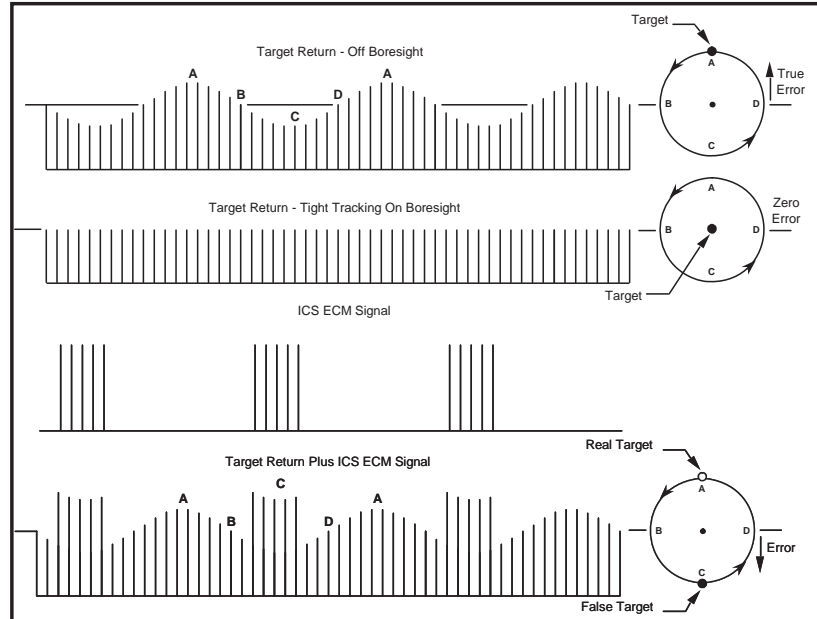 Target
Target Return - Off Boresight
A
B
C
D
A
A
B
D
C
True
Error
Target Return - Tight Tracking On Boresight
A
B
D
C
Zero
Error
Target
ICS ECM Signal
Real Target
Target Return Plus ICS ECM Signal
A
B
C
D
A
A
B
D
C
Error
False Target